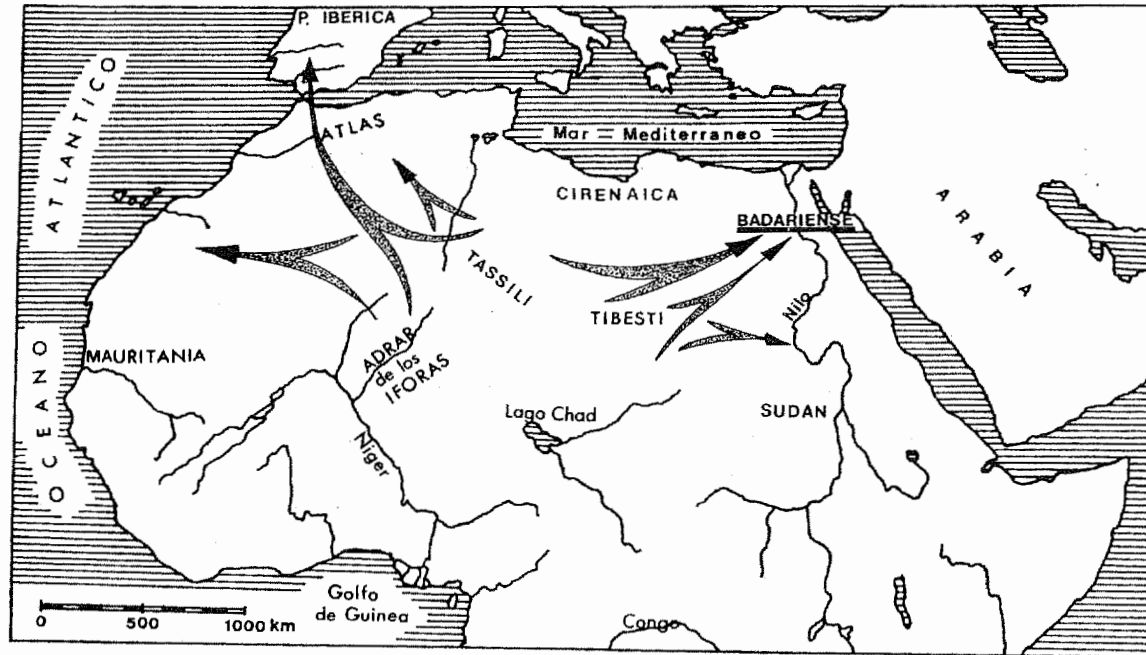 P. IBERICA
ATLANTICO
ATLAS
Mar = Mediterraneo
CIRENAICA
BADARIENSE
ARABIA
TASSILI
TIBESTI
Nilo
OCEANO
MAURITANIA
ADRAR
de los
IFORAS
Lago Chad
SUDAN
Niger
Golfo
de Guinea
Congo
0 500 1000 km